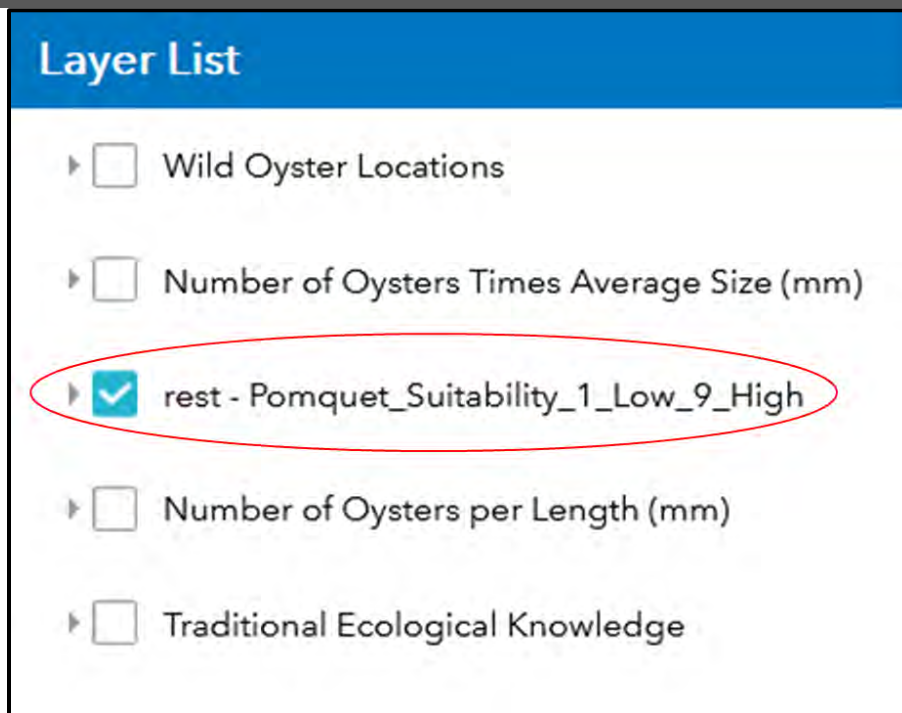 Layer List
Wild Oyster Locations
Number of Oysters Times Average Size (mm)
rest - Pomquet_Suitability_1_Low_9_High
Number of Oysters per Length (mm)
Traditional Ecological Knowledge